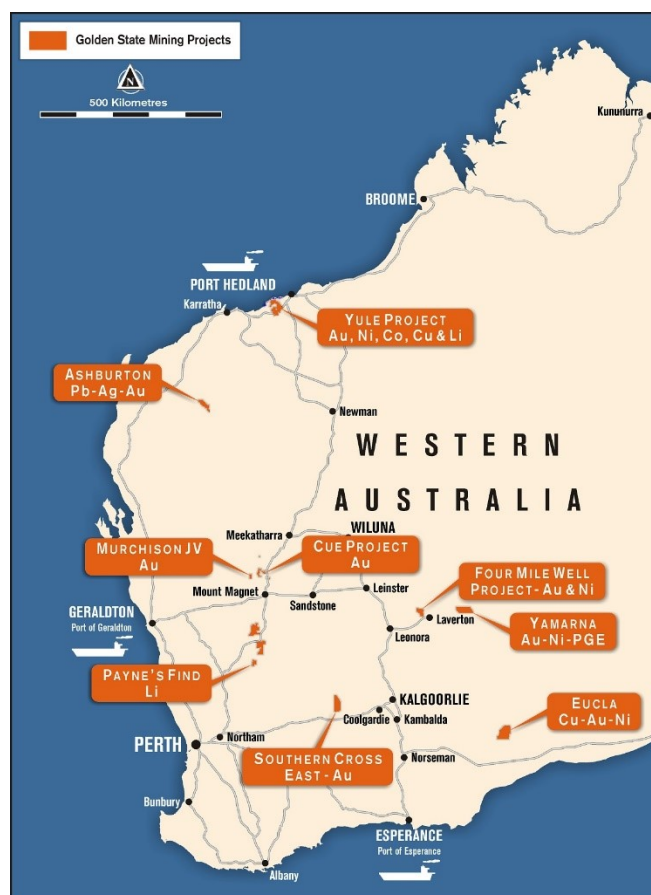 Golden State Mining Projects
N
500 Kilometres
Kununurra
BROOME
PORT HEDLAND
Karratha
YULE PROJECT
Au, Ni, Co, Cu & Li
ASHBURTON
Pb-Ag-Au
Newman
WESTERN
AUSTRALIA
Meekatharra
WILUNA
MURCHISON JV
Au
CUE PROJECT
Au
Mount Magnet
Sandstone
Leinster
FOUR MILE WELL
PROJECT - Au & Ni
GERALDTON
Port of Geraldton
Laverton
Leonora
YAMARNA
Au-Ni-PGE
PAYNE'S FIND
Li
KALGOORLIE
Coolgardie
Kambalda
EUCLA
Cu-Au-Ni
Northam
PERTH
SOUTHERN CROSS
EAST - Au
Norseman
Bunbury
ESPERANCE
Port of Esperance
Albany